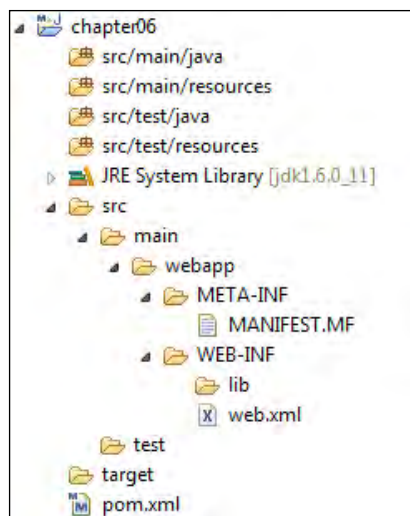 chapter06
src/main/java
src/main/resources
src/test/java
src/test/resources
JRE System Library [jdk1.6.0_11]
src
main
webapp
META-INF
MANIFEST.MF
WEB-INF
lib
web.xml
test
target
pom.xml